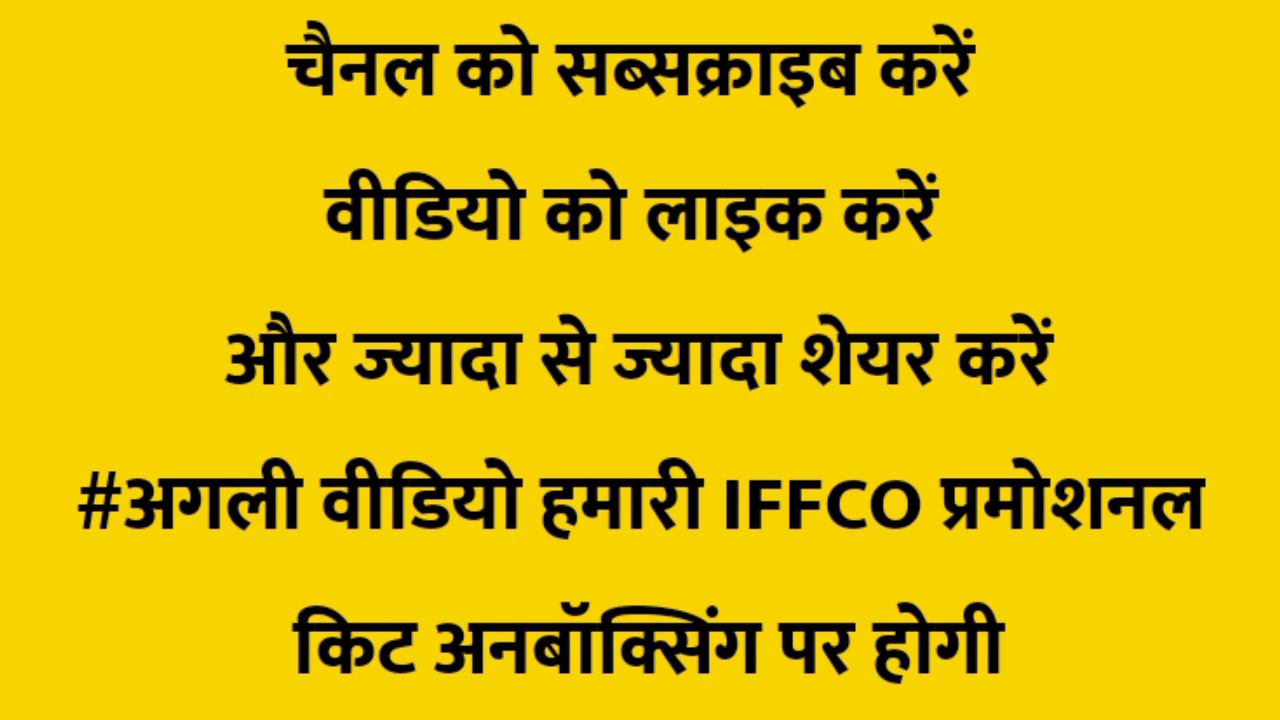 चैनल को सब्सक्राइब करें
वीडियो को लाइक करें
और ज्यादा से ज्यादा शेयर करें
#अगली वीडियो हमारी IFFCO प्रमोशनल
किट अनबॉक्सिंग पर होगी